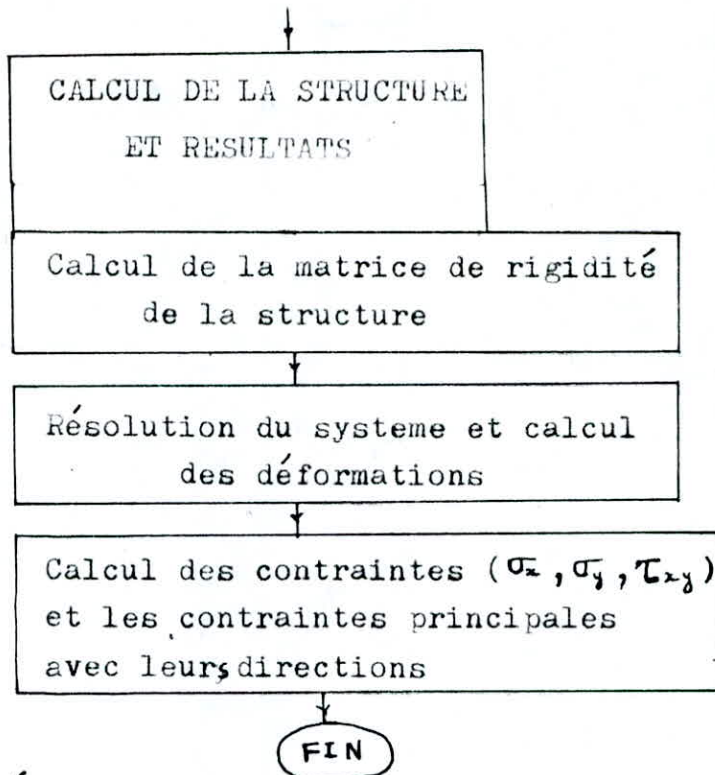 CALCUL DE LA STRUCTURE
ET RESULTATS
Calcul de la matrice de rigidité
de la structure
Résolution du systeme et calcul
des déformations
Calcul des contraintes (σx, σy, τxy)
et les contraintes principales
avec leurs directions
FIN